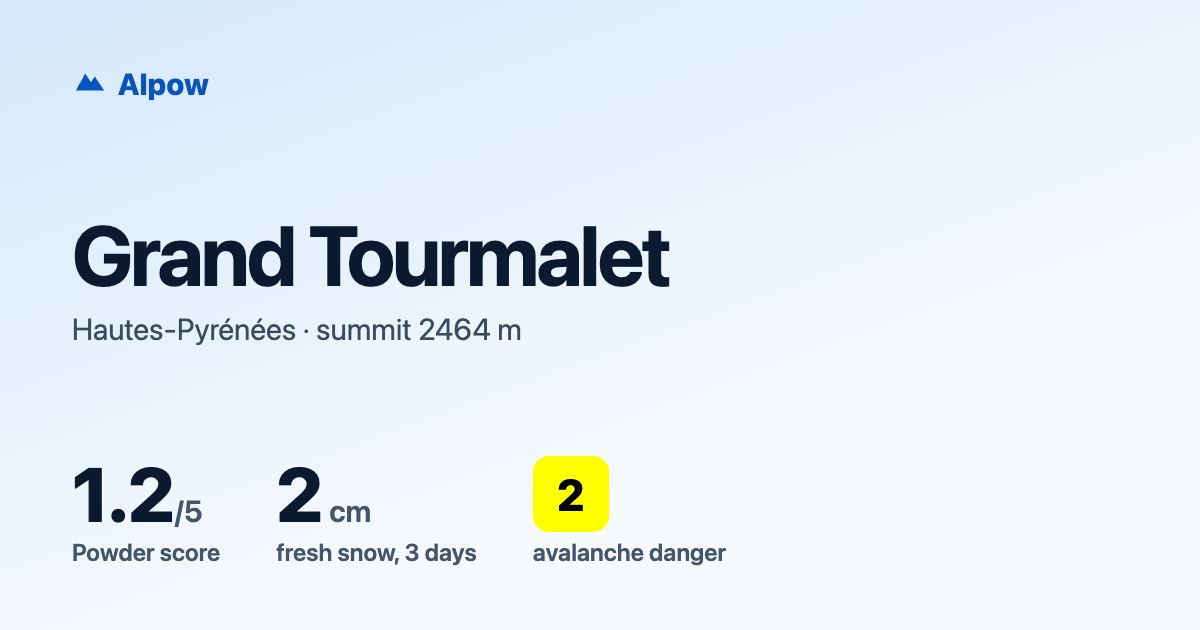 Alpow
Grand Tourmalet
Hautes-Pyrénées · summit 2464 m
1.2/5
Powder score
2 cm
fresh snow, 3 days
2
avalanche danger